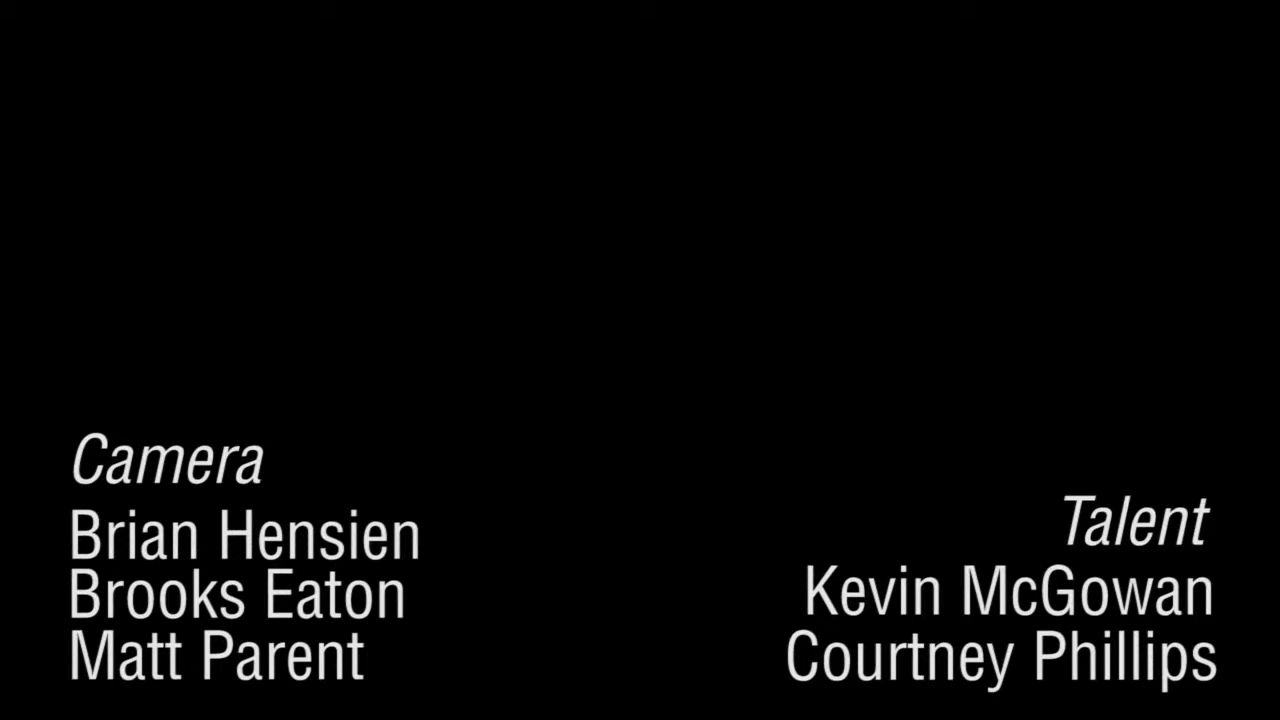 Camera
Brian Hensien
Brooks Eaton
Matt Parent
Talent
Kevin McGowan
Courtney Phillips